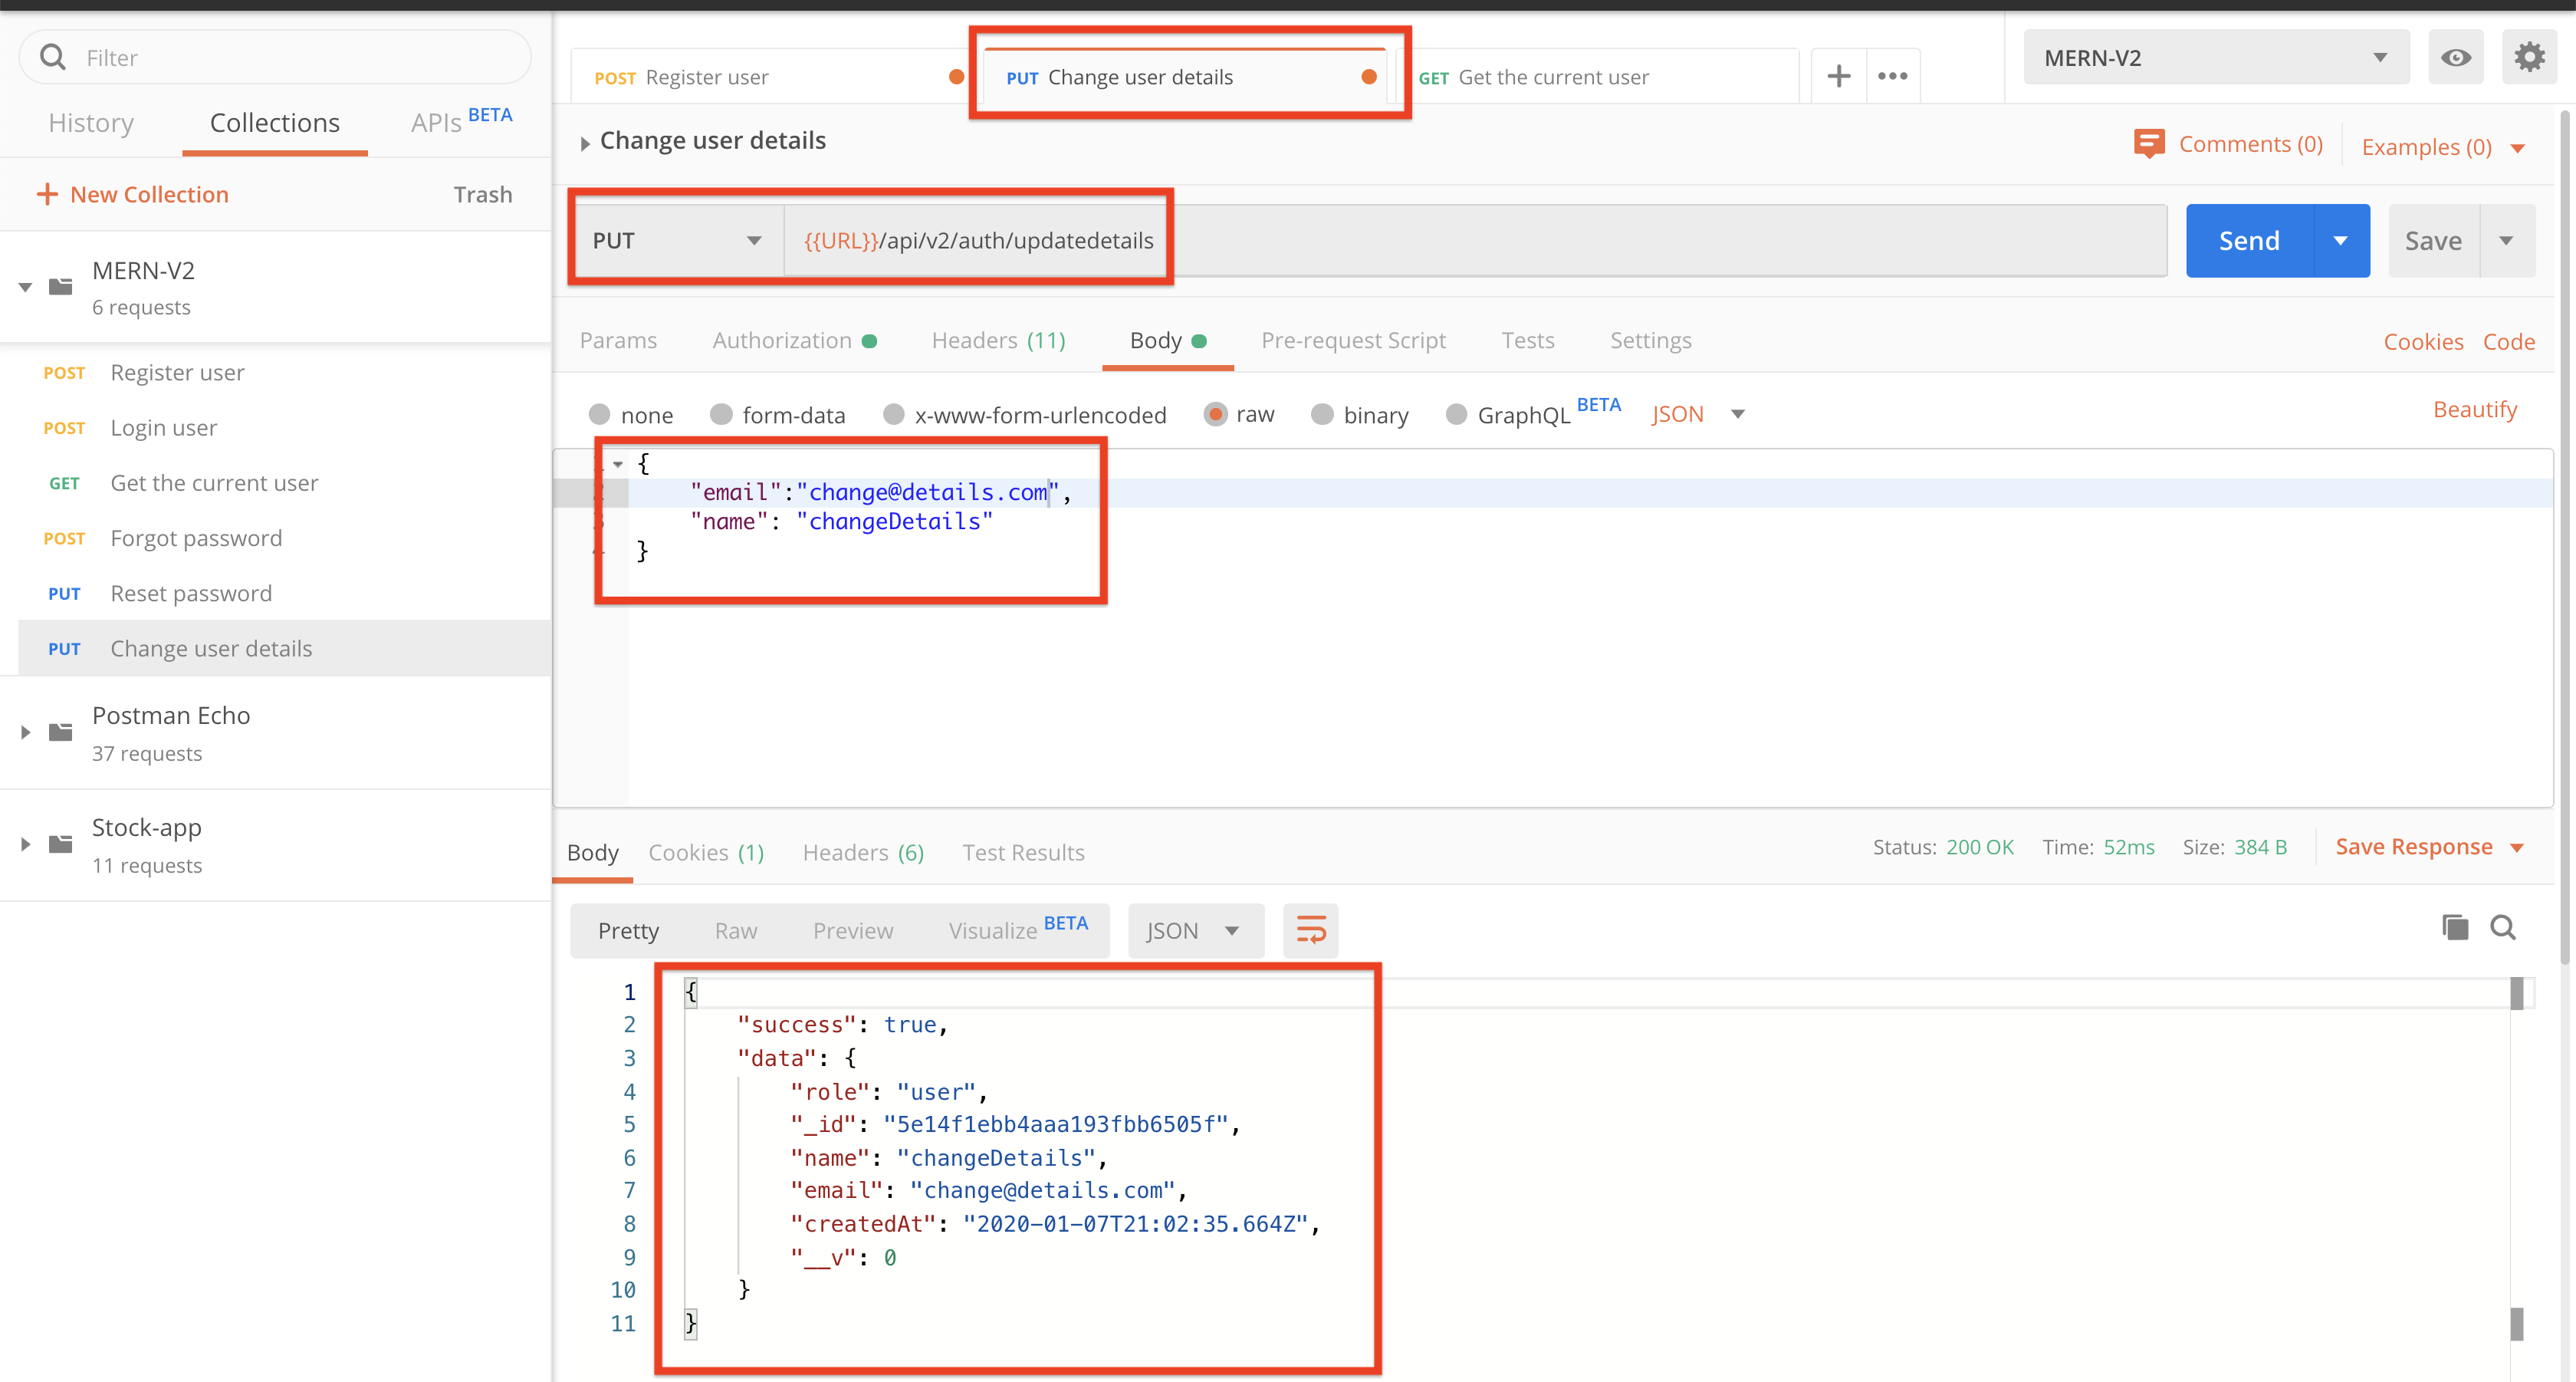 Filter
History Collections APIs BETA
New Collection Trash
MERN-V2
6 requests
POST Register user
POST Login user
GET Get the current user
POST Forgot password
PUT Reset password
PUT Change user details
Postman Echo
37 requests
Stock-app
11 requests
POST Register user PUT Change user details GET Get the current user
MERN-V2
Change user details
Comments (0) Examples (0)
PUT {{URL}}/api/v2/auth/updatedetails Send Save
Params Authorization Headers (11) Body Pre-request Script Tests Settings Cookies Code
none form-data x-www-form-urlencoded raw binary GraphQL BETA JSON Beautify
1 {
2 "email":"change@details.com",
3 "name": "changeDetails"
4 }
Body Cookies (1) Headers (6) Test Results Status: 200 OK Time: 52ms Size: 384 B Save Response
Pretty Raw Preview Visualize BETA JSON
1 {
2 "success": true,
3 "data": {
4 "role": "user",
5 "_id": "5e14f1ebb4aaa193fbb6505f",
6 "name": "changeDetails",
7 "email": "change@details.com",
8 "createdAt": "2020-01-07T21:02:35.664Z",
9 "__v": 0
10 }
11 }